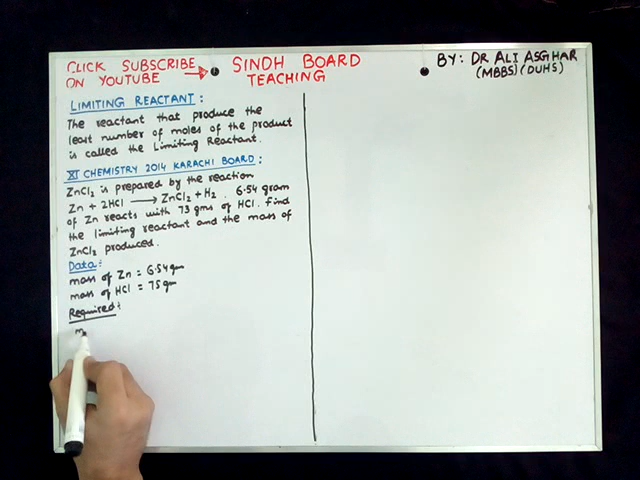 CLICK SUBSCRIBE
ON YOUTUBE →
SINDH BOARD
TEACHING
BY: DR ALI ASGHAR
(MBBS) (DUHS)
LIMITING REACTANT:
The reactant that produce the
least number of moles of the product
is called the Limiting Reactant.
XI CHEMISTRY 2014 KARACHI BOARD:
ZnCl2 is prepared by the reaction
Zn + 2HCl → ZnCl2 + H2. 6.54 gram
of Zn reacts with 73 gms of HCl. Find
the limiting reactant and the mass of
ZnCl2 produced.
Data:
mass of Zn = 6.54 gm
mass of HCl = 75 gm
Required:
m